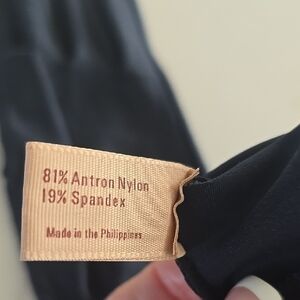 81% Antron Nylon
19% Spandex
Made in the Philippines